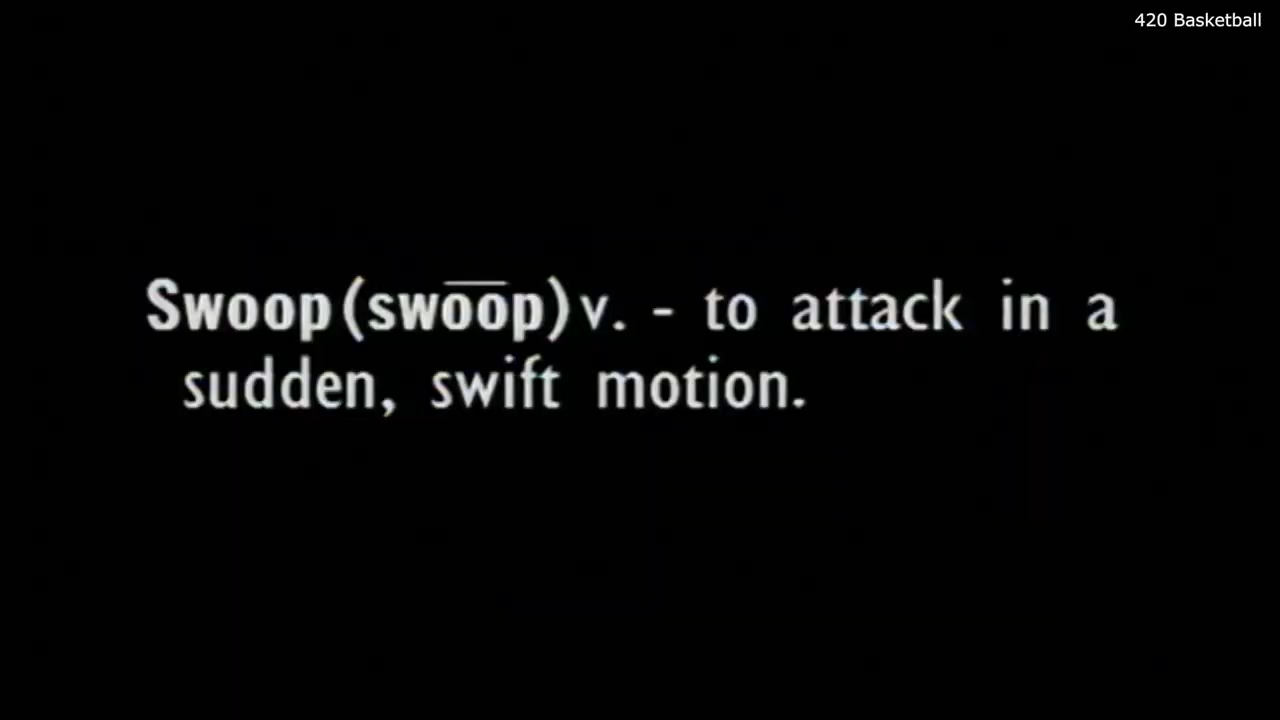 420 Basketball
Swoop (swo͞op) v. - to attack in a
sudden, swift motion.